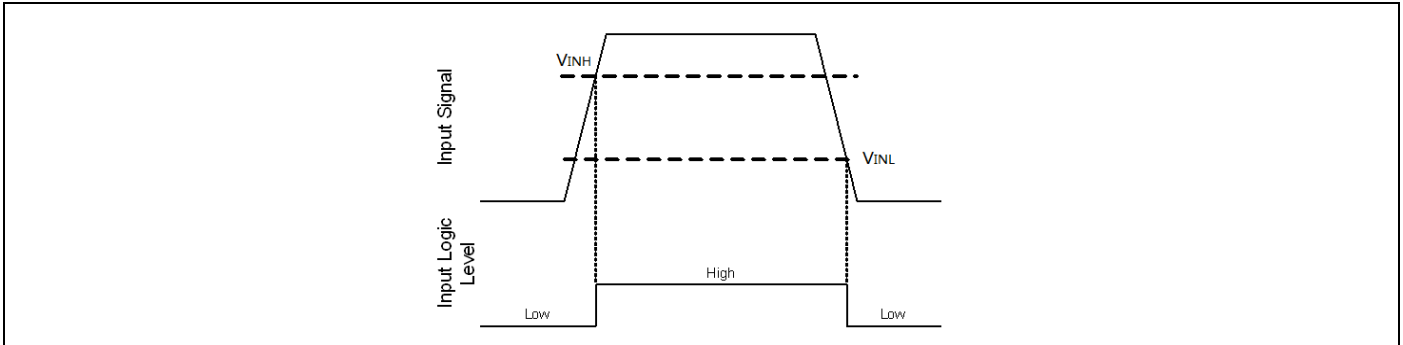 VINH
Input Signal
VINL
Input Logic
Level
High
Low
Low